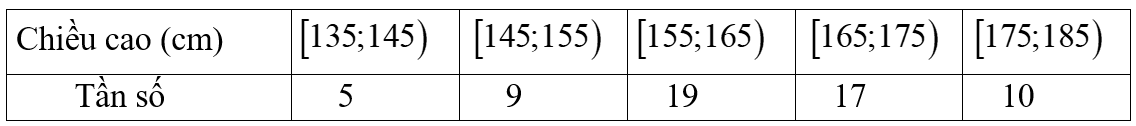 Chiều cao (cm) [135;145) [145;155) [155;165) [165;175) [175;185)
Tần số 5 9 19 17 10